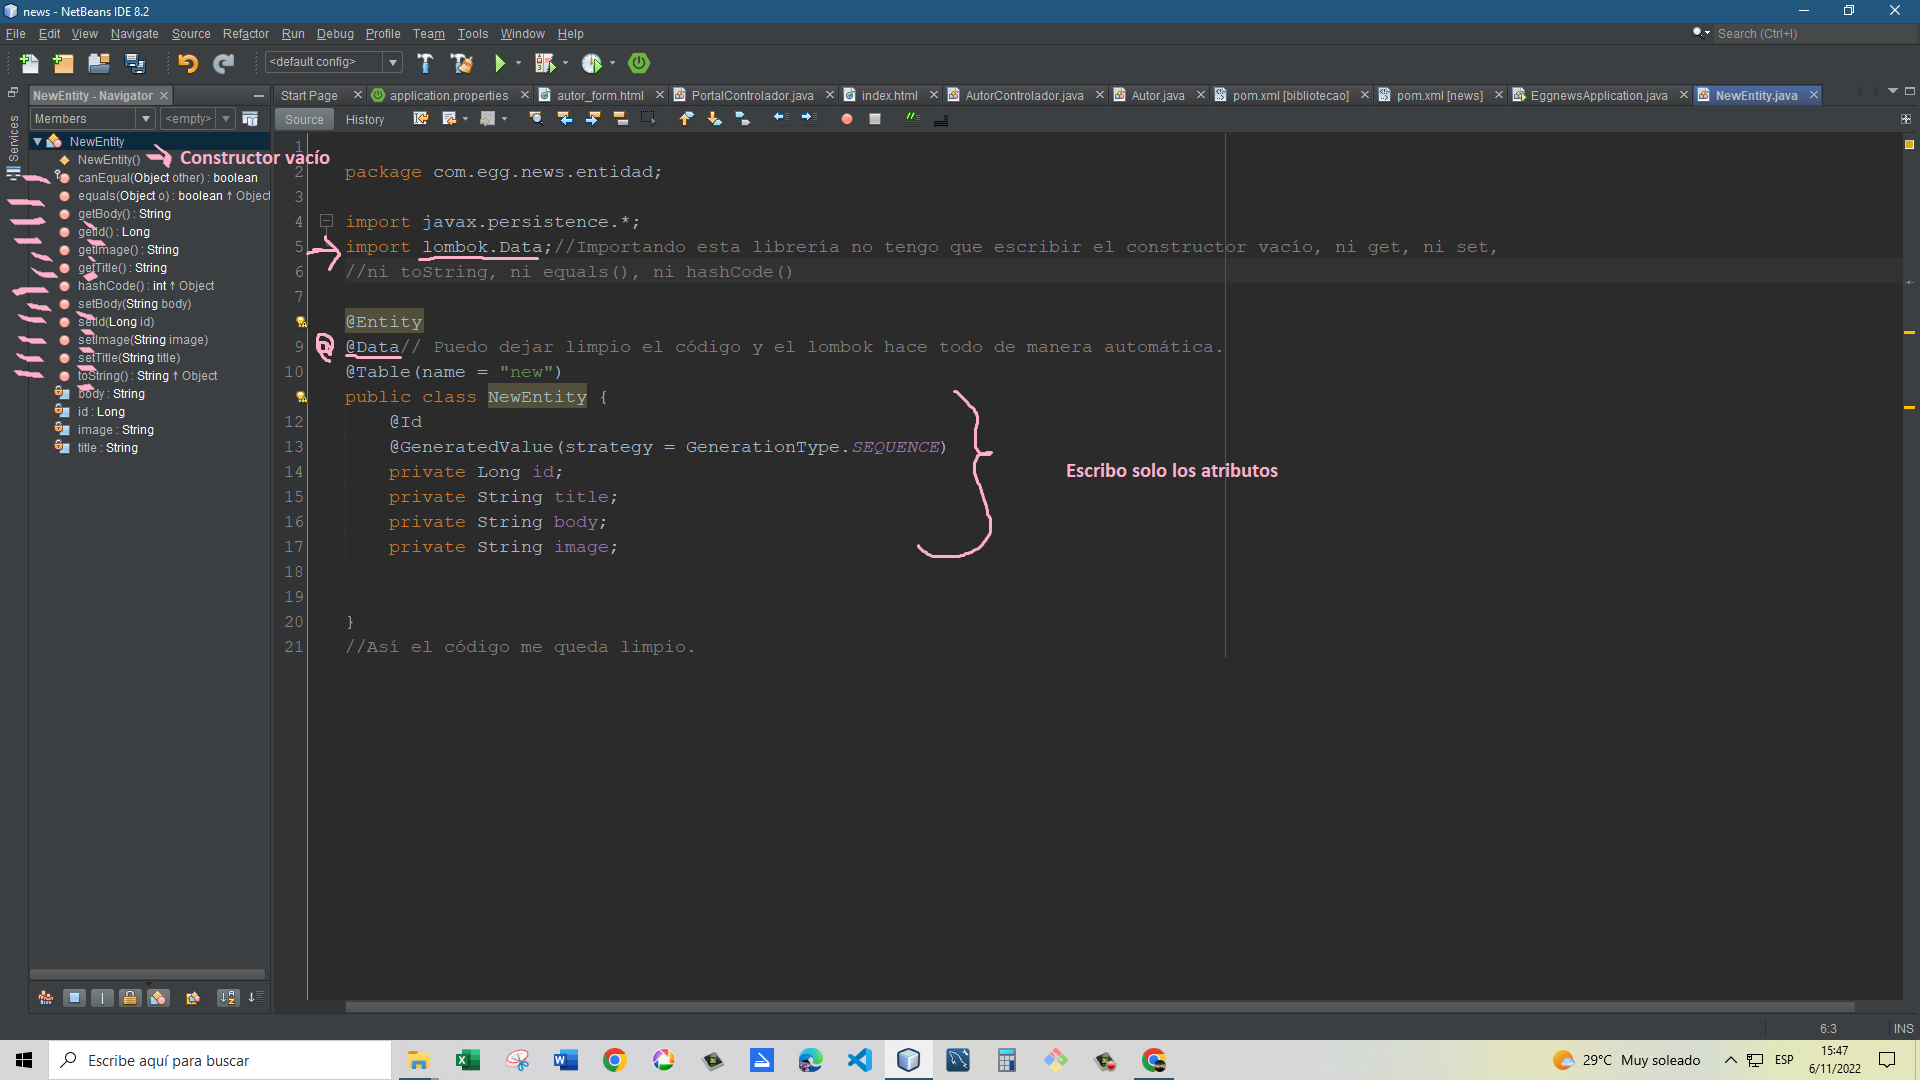 news - NetBeans IDE 8.2
File Edit View Navigate Source Refactor Run Debug Profile Team Tools Window Help
Search (Ctrl+I)
<default config>
NewEntity - Navigator
Start Page
application.properties
autor_form.html
PortalControlador.java
index.html
AutorControlador.java
Autor.java
pom.xml [bibliotecao]
pom.xml [news]
EggnewsApplication.java
NewEntity.java
Members
<empty>
Source
History
Services
NewEntity
NewEntity()
Constructor vacío
canEqual(Object other) : boolean
equals(Object o) : boolean ↑ Object
getBody() : String
getId() : Long
getImage() : String
getTitle() : String
hashCode() : int ↑ Object
setBody(String body)
setId(Long id)
setImage(String image)
setTitle(String title)
toString() : String ↑ Object
body : String
id : Long
image : String
title : String
1
2 package com.egg.news.entidad;
3
4 import javax.persistence.*;
5 import lombok.Data;//Importando esta librería no tengo que escribir el constructor vacío, ni get, ni set,
6 //ni toString, ni equals(), ni hashCode()
7
@Entity
9 @Data// Puedo dejar limpio el código y el lombok hace todo de manera automática.
10 @Table(name = "new")
public class NewEntity {
12 @Id
13 @GeneratedValue(strategy = GenerationType.SEQUENCE)
14 private Long id;
15 private String title;
16 private String body;
17 private String image;
18
19
20 }
21 //Así el código me queda limpio.
Escribo solo los atributos
6:3
INS
Escribe aquí para buscar
29°C Muy soleado
ESP
15:47
6/11/2022